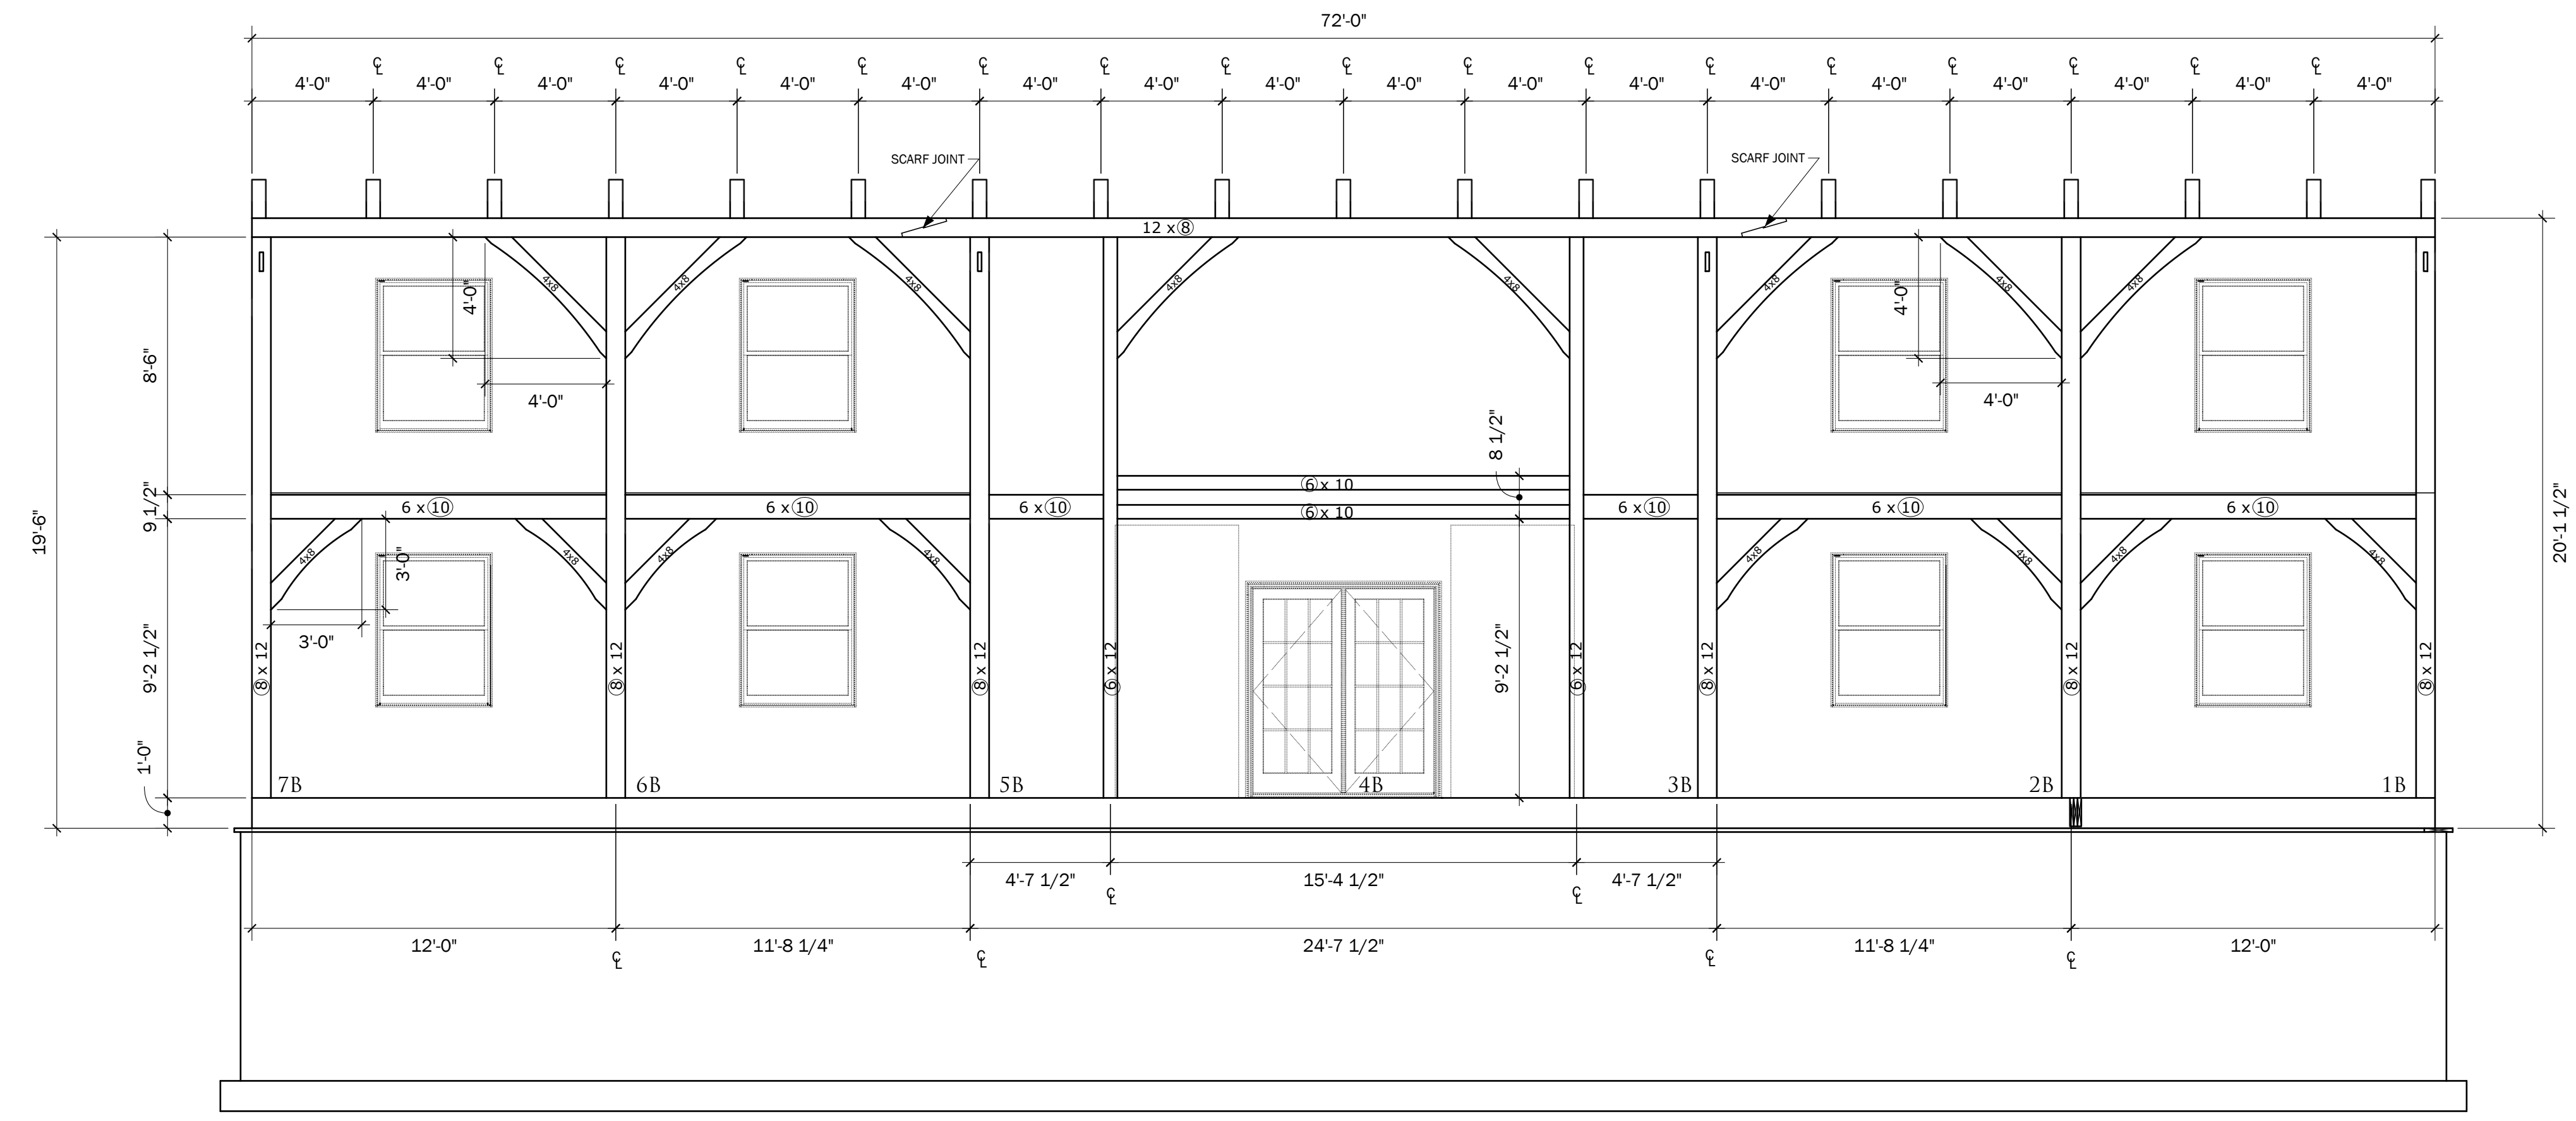 72'-0"
℄ ℄ ℄ ℄ ℄ ℄ ℄ ℄ ℄ ℄ ℄ ℄ ℄ ℄ ℄ ℄ ℄
4'-0" 4'-0" 4'-0" 4'-0" 4'-0" 4'-0" 4'-0" 4'-0" 4'-0" 4'-0" 4'-0" 4'-0" 4'-0" 4'-0" 4'-0" 4'-0" 4'-0" 4'-0"
SCARF JOINT
SCARF JOINT
12 x 8
4x8 4x8 4x8 4x8 4x8 4x8 4x8 4x8
4'-0"
4'-0"
4'-0"
4'-0"
8'-6"
9 1/2"
9'-2 1/2"
1'-0"
19'-6"
20'-1 1/2"
8 1/2"
6 x 10
6 x 10 6 x 10 6 x 10 6 x 10 6 x 10 6 x 10 6 x 10
4x8 4x8 4x8 4x8 4x8 4x8 4x8 4x8
3'-0"
3'-0"
9'-2 1/2"
8 x 12 8 x 12 8 x 12 6 x 12 6 x 12 8 x 12 8 x 12 8 x 12
7B 6B 5B 4B 3B 2B 1B
4'-7 1/2" 15'-4 1/2" 4'-7 1/2"
℄ ℄
12'-0" 11'-8 1/4" 24'-7 1/2" 11'-8 1/4" 12'-0"
℄ ℄ ℄ ℄